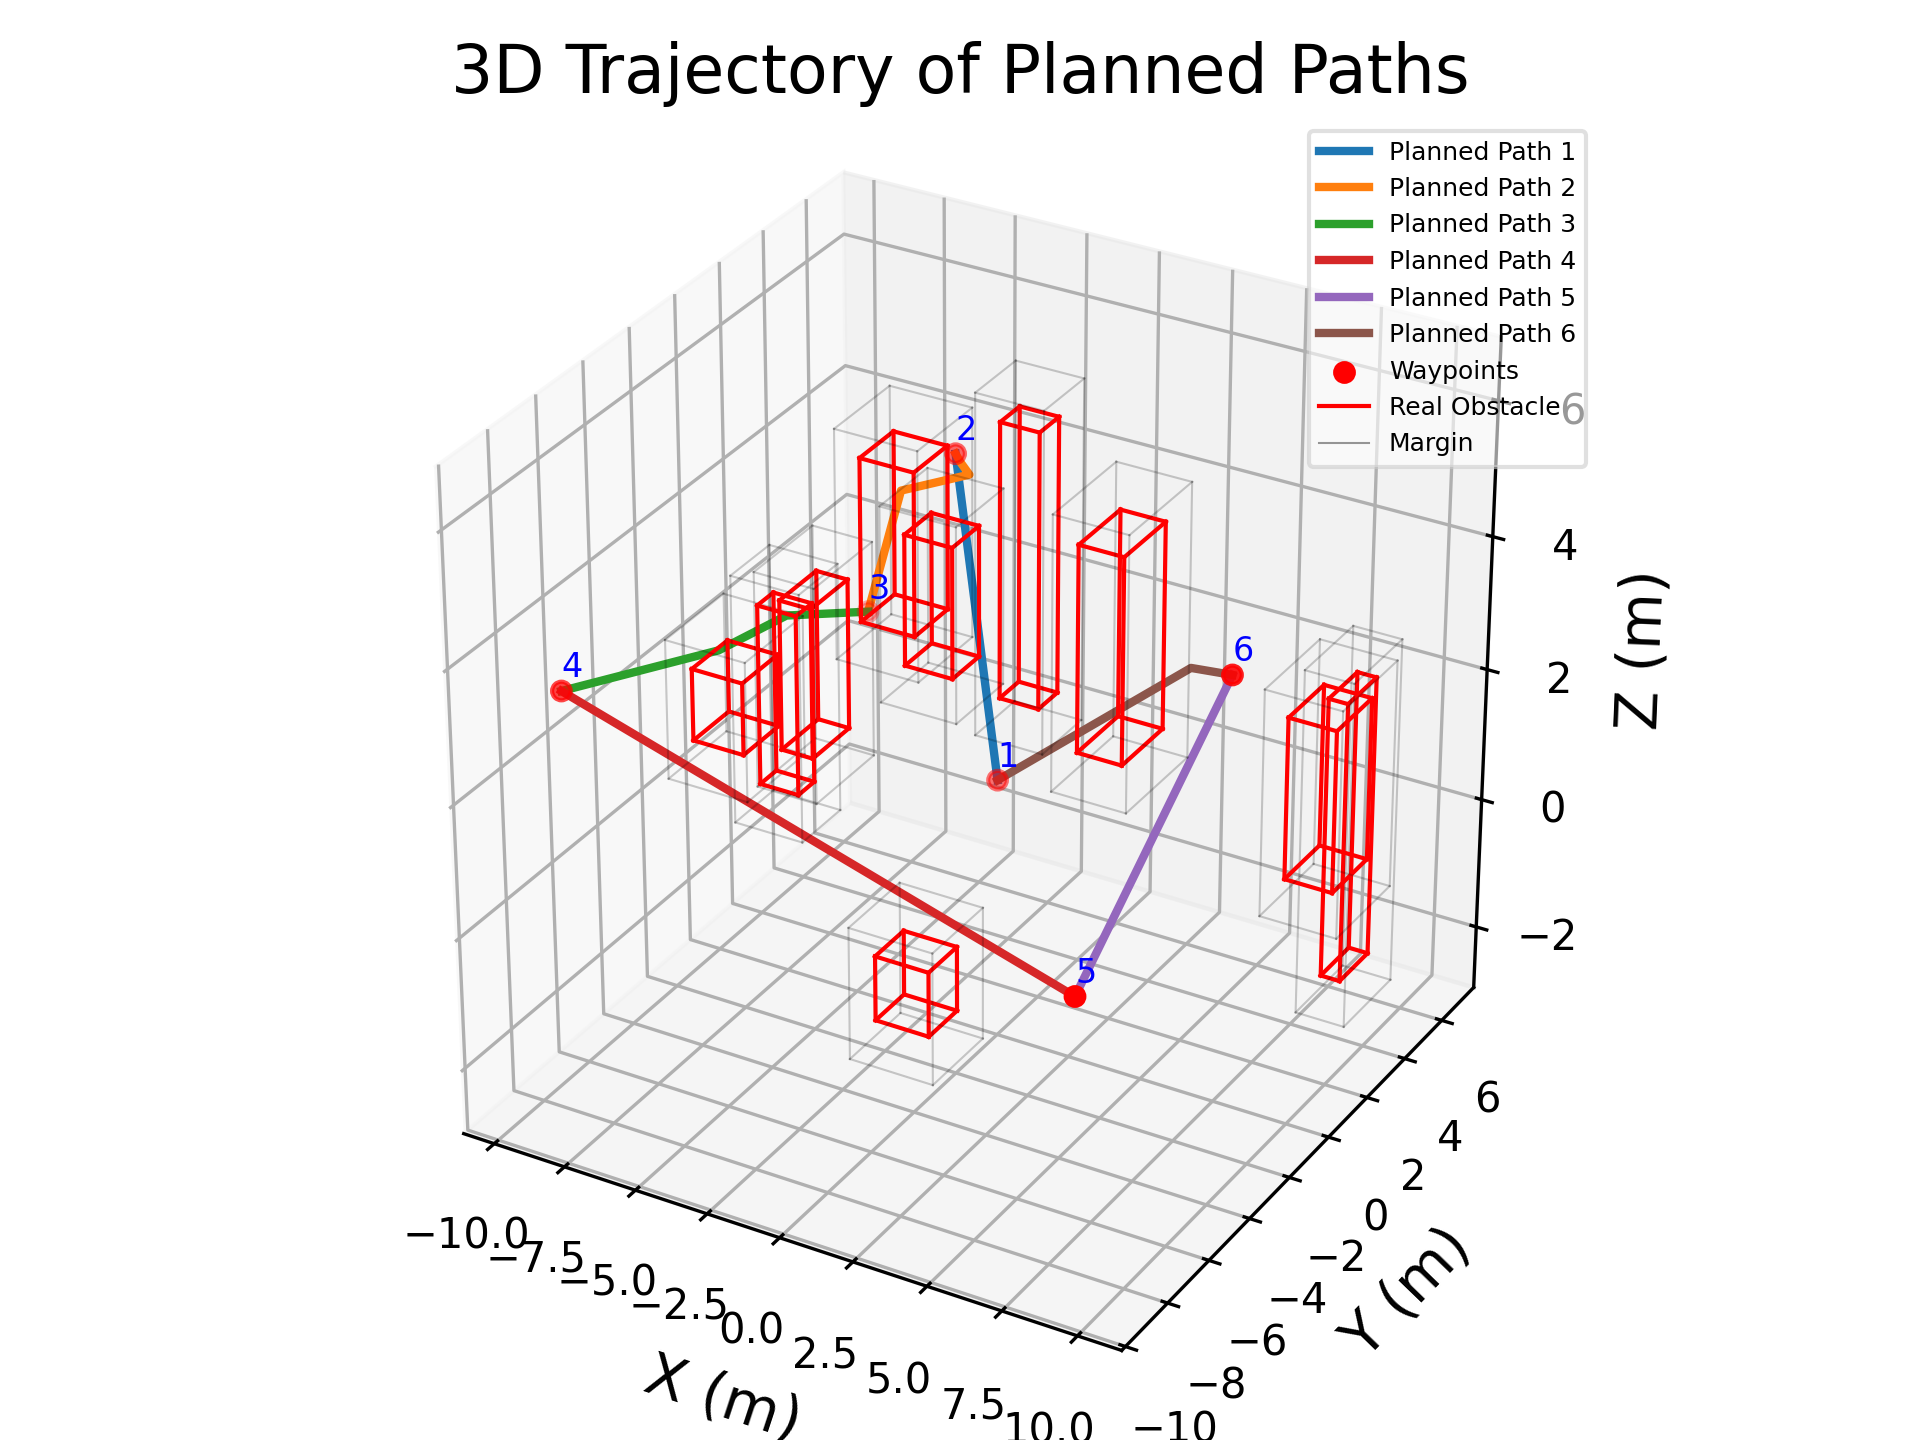 3D Trajectory of Planned Paths
Planned Path 1
Planned Path 2
Planned Path 3
Planned Path 4
Planned Path 5
Planned Path 6
Waypoints
Real Obstacle
Margin
2
3
4
1
6
5
6
4
2
0
−2
Z (m)
6
4
2
0
−2
−4
−6
−8
−10
Y (m)
−10.0
−7.5
−5.0
−2.5
0.0
2.5
5.0
7.5
10.0
X (m)